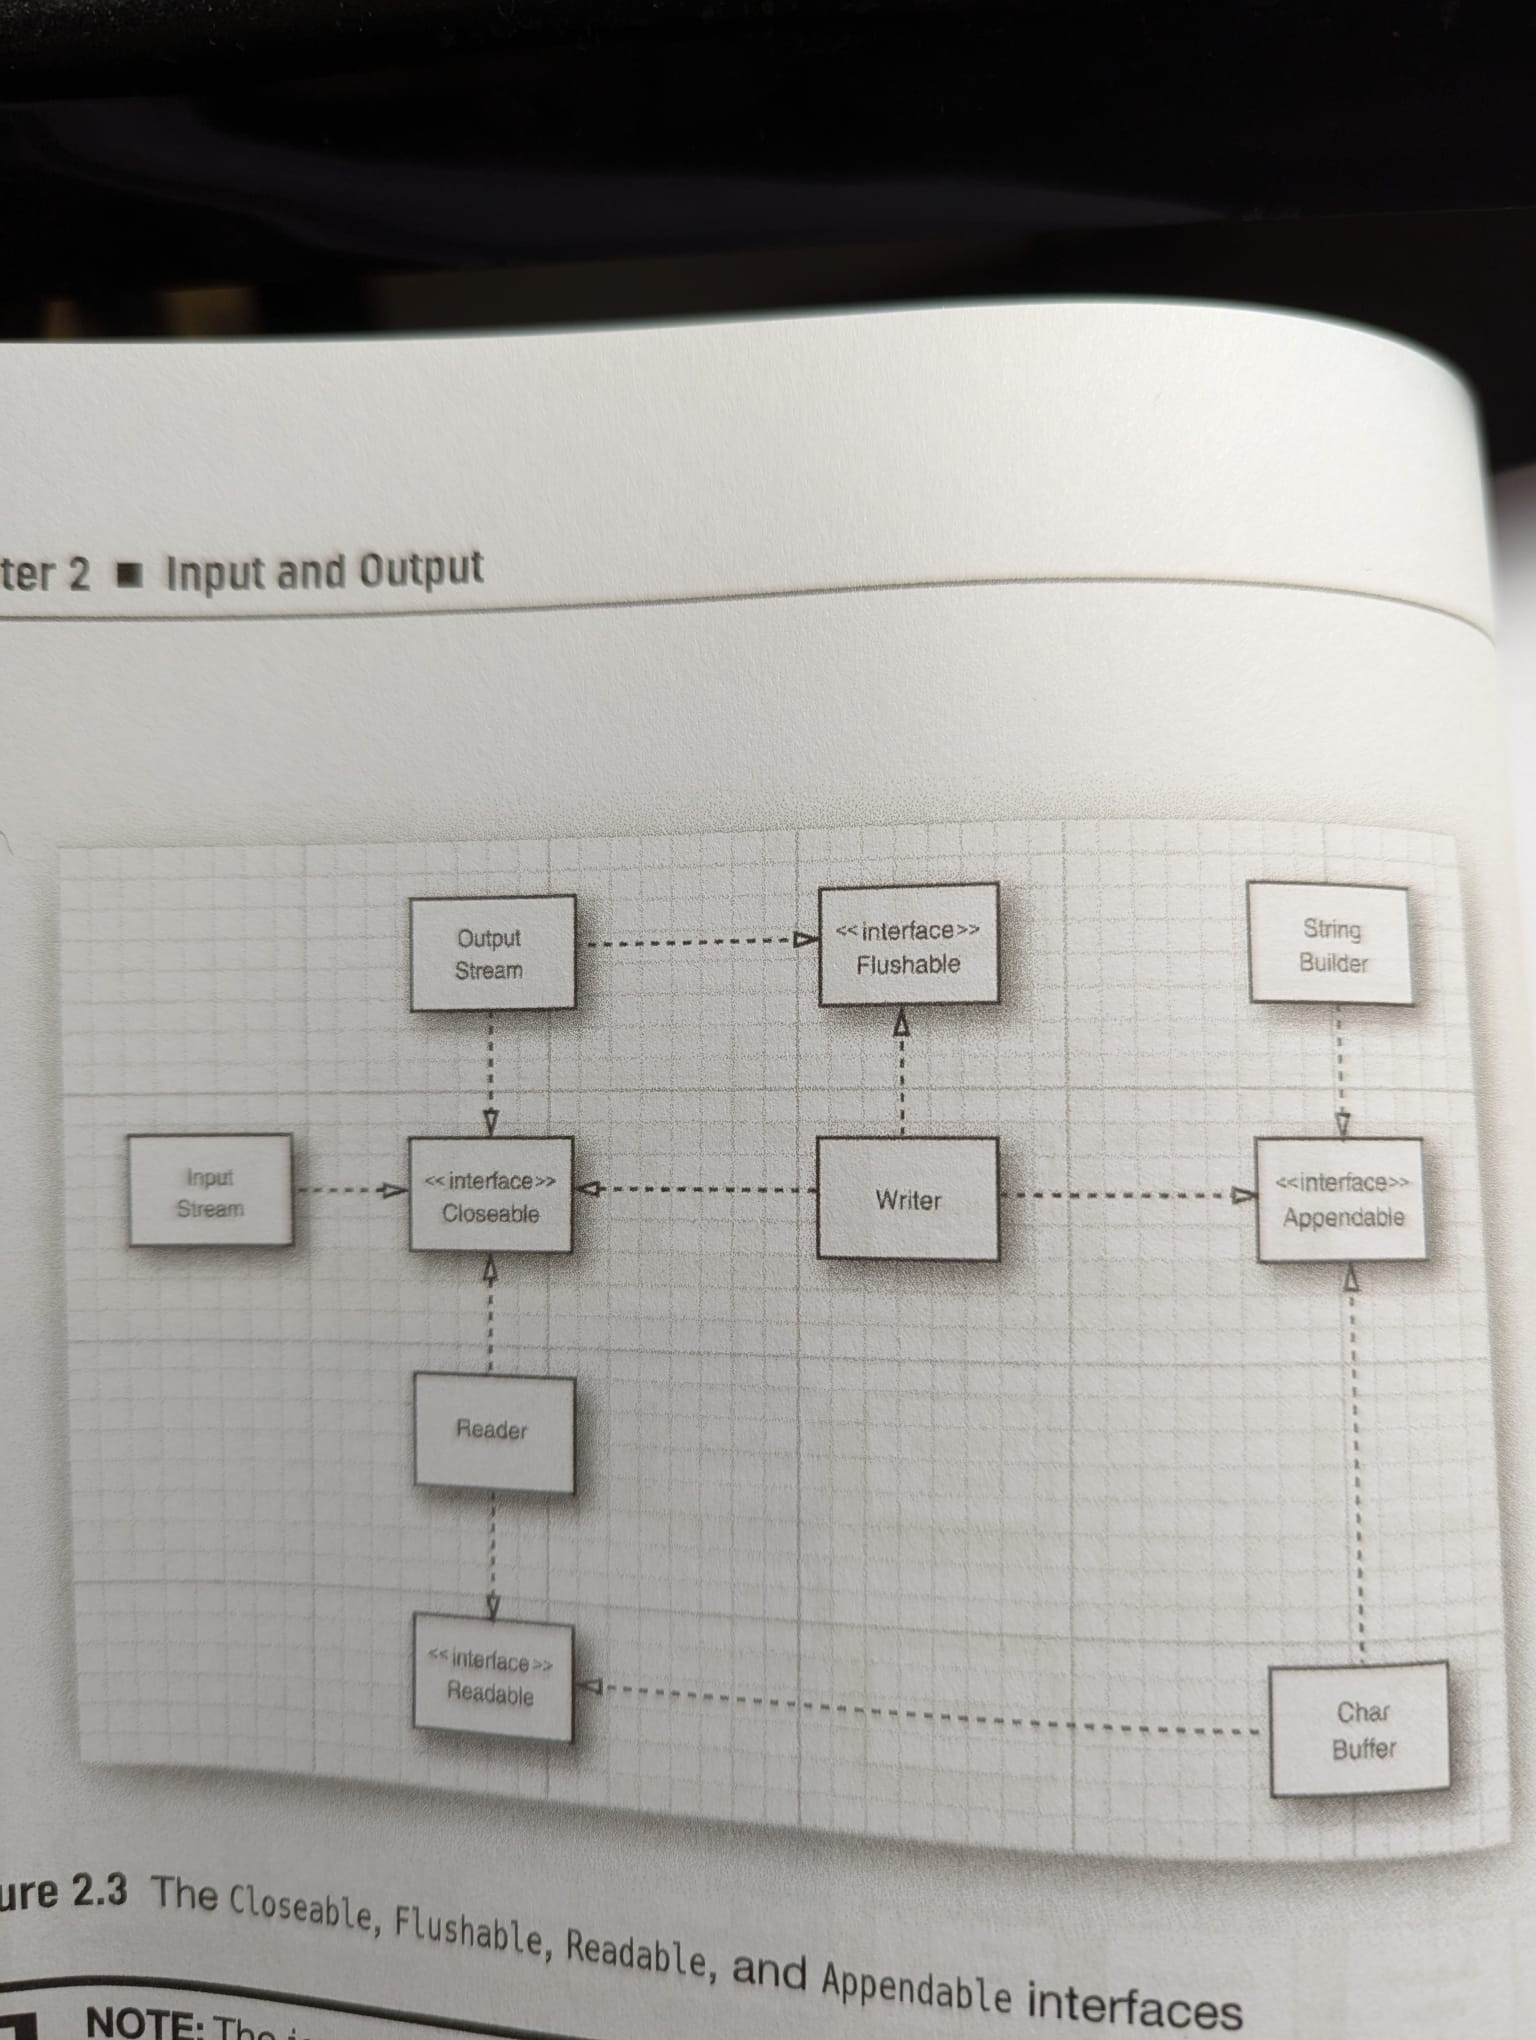 ter 2 ■ Input and Output
Output
Stream
<<interface>>
Flushable
String
Builder
Input
Stream
<<interface>>
Closeable
Writer
<<interface>>
Appendable
Reader
<<interface>>
Readable
Char
Buffer
ure 2.3 The Closeable, Flushable, Readable, and Appendable interfaces
NOTE: The